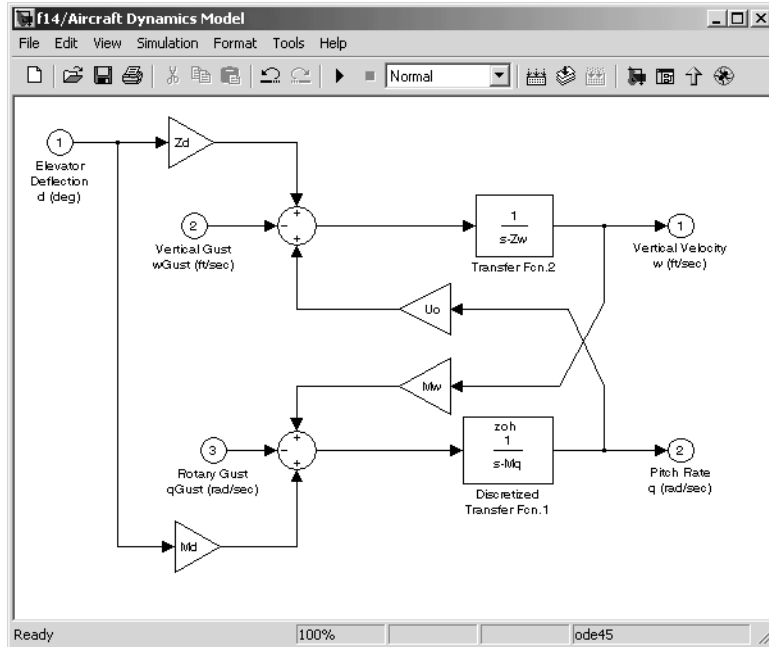 f14/Aircraft Dynamics Model
File Edit View Simulation Format Tools Help
Normal
1
Elevator
Deflection
d (deg)
Zd
2
Vertical Gust
wGust (ft/sec)
+
-
+
1
s-Zw
Transfer Fcn.2
1
Vertical Velocity
w (ft/sec)
Uo
Mw
3
Rotary Gust
qGust (rad/sec)
+
-
+
zoh
1
s-Mq
Discretized
Transfer Fcn.1
2
Pitch Rate
q (rad/sec)
Md
Ready 100% ode45